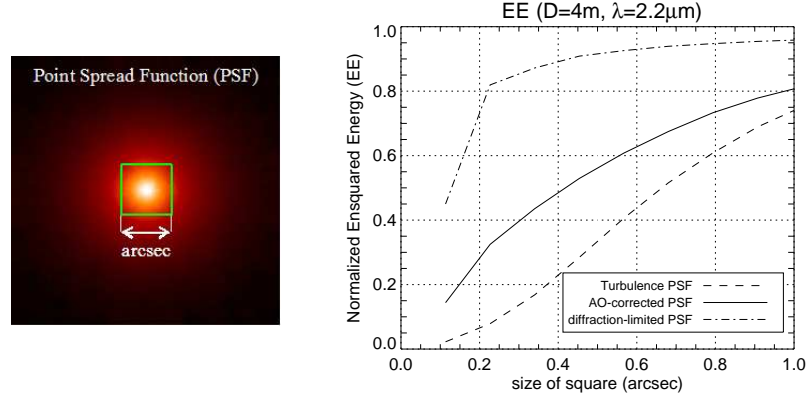 Point Spread Function (PSF)
arcsec
EE (D=4m, λ=2.2μm)
Normalized Ensquared Energy (EE)
1.0
0.8
0.6
0.4
0.2
0.0
Turbulence PSF
AO-corrected PSF
diffraction-limited PSF
0.0 0.2 0.4 0.6 0.8 1.0
size of square (arcsec)